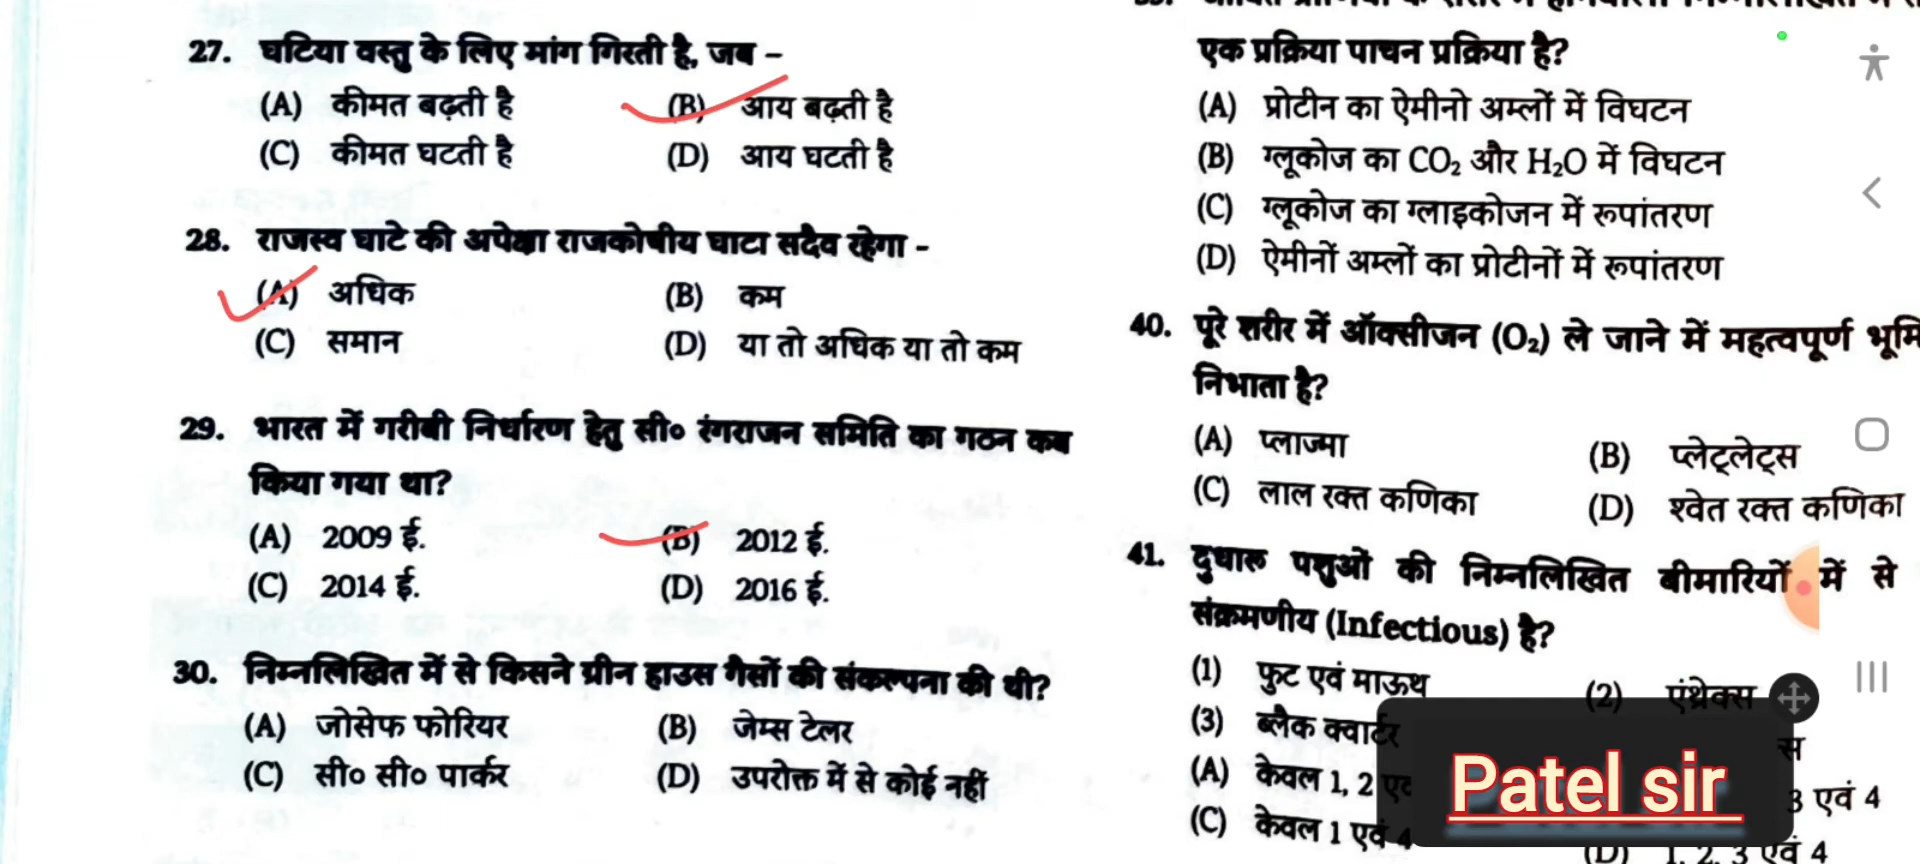 27. घटिया वस्तु के लिए मांग गिरती है, जब –
(A) कीमत बढ़ती है (B) आय बढ़ती है
(C) कीमत घटती है (D) आय घटती है
28. राजस्व घाटे की अपेक्षा राजकोषीय घाटा सदैव रहेगा –
(A) अधिक (B) कम
(C) समान (D) या तो अधिक या तो कम
29. भारत में गरीबी निर्धारण हेतु सी० रंगराजन समिति का गठन कब
किया गया था?
(A) 2009 ई. (B) 2012 ई.
(C) 2014 ई. (D) 2016 ई.
30. निम्नलिखित में से किसने ग्रीन हाउस गैसों की संकल्पना की थी?
(A) जोसेफ फोरियर (B) जेम्स टेलर
(C) सी० सी० पार्कर (D) उपरोक्त में से कोई नहीं
एक प्रक्रिया पाचन प्रक्रिया है?
(A) प्रोटीन का ऐमीनो अम्लों में विघटन
(B) ग्लूकोज का CO₂ और H₂O में विघटन
(C) ग्लूकोज का ग्लाइकोजन में रूपांतरण
(D) ऐमीनों अम्लों का प्रोटीनों में रूपांतरण
40. पूरे शरीर में ऑक्सीजन (O₂) ले जाने में महत्वपूर्ण
निभाता है?
(A) प्लाज्मा (B) प्लेट्लेट्स
(C) लाल रक्त कणिका (D) श्वेत रक्त कणिका
41. दुधारू पशुओं की निम्नलिखित बीमारियों में से
संक्रमणीय (Infectious) है?
(1) फुट एवं माऊथ (2) एंथ्रेक्स
(3) ब्लैक क्वार्टर
(A) केवल 1, 2 3 एवं 4
(C) केवल 1 एवं 4 (D) 1, 2, 3 एवं 4
Patel sir